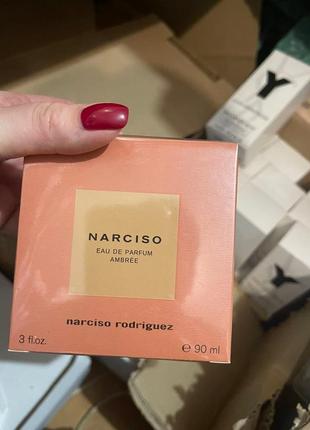 NARCISO
EAU DE PARFUM
AMBRÉE
narciso rodriguez
3 fl.oz.
e 90 ml
Y
Y